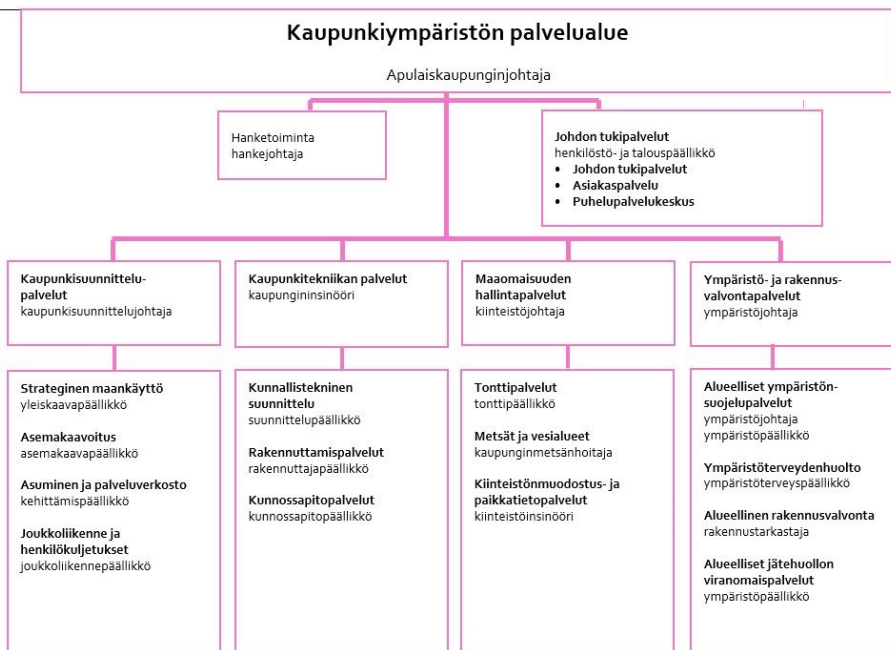 Kaupunkiympäristön palvelualue
Apulaiskaupunginjohtaja
Hanketoiminta
hankejohtaja
Johdon tukipalvelut
henkilöstö- ja talouspäällikkö
• Johdon tukipalvelut
• Asiakaspalvelu
• Puhelupalvelukeskus
Kaupunkisuunnittelu-
palvelut
kaupunkisuunnittelujohtaja
Kaupunkitekniikan palvelut
kaupungininsinööri
Maaomaisuuden
hallintapalvelut
kiinteistöjohtaja
Ympäristö- ja rakennus-
valvontapalvelut
ympäristöjohtaja
Strateginen maankäyttö
yleiskaavapäällikkö
Asemakaavoitus
asemakaavapäällikkö
Asuminen ja palveluverkosto
kehittämispäällikkö
Joukkoliikenne ja
henkilökuljetukset
joukkoliikennepäällikkö
Kunnallistekninen
suunnittelu
suunnittelupäällikkö
Rakennuttamispalvelut
rakennuttajapäällikkö
Kunnossapitopalvelut
kunnossapitopäällikkö
Tonttipalvelut
tonttipäällikkö
Metsät ja vesialueet
kaupunginmetsänhoitaja
Kiinteistönmuodostus- ja
paikkatietopalvelut
kiinteistöinsinööri
Alueelliset ympäristön-
suojelupalvelut
ympäristöjohtaja
ympäristöpäällikkö
Ympäristöterveydenhuolto
ympäristöterveyspäällikkö
Alueellinen rakennusvalvonta
rakennustarkastaja
Alueelliset jätehuollon
viranomaispalvelut
ympäristöpäällikkö